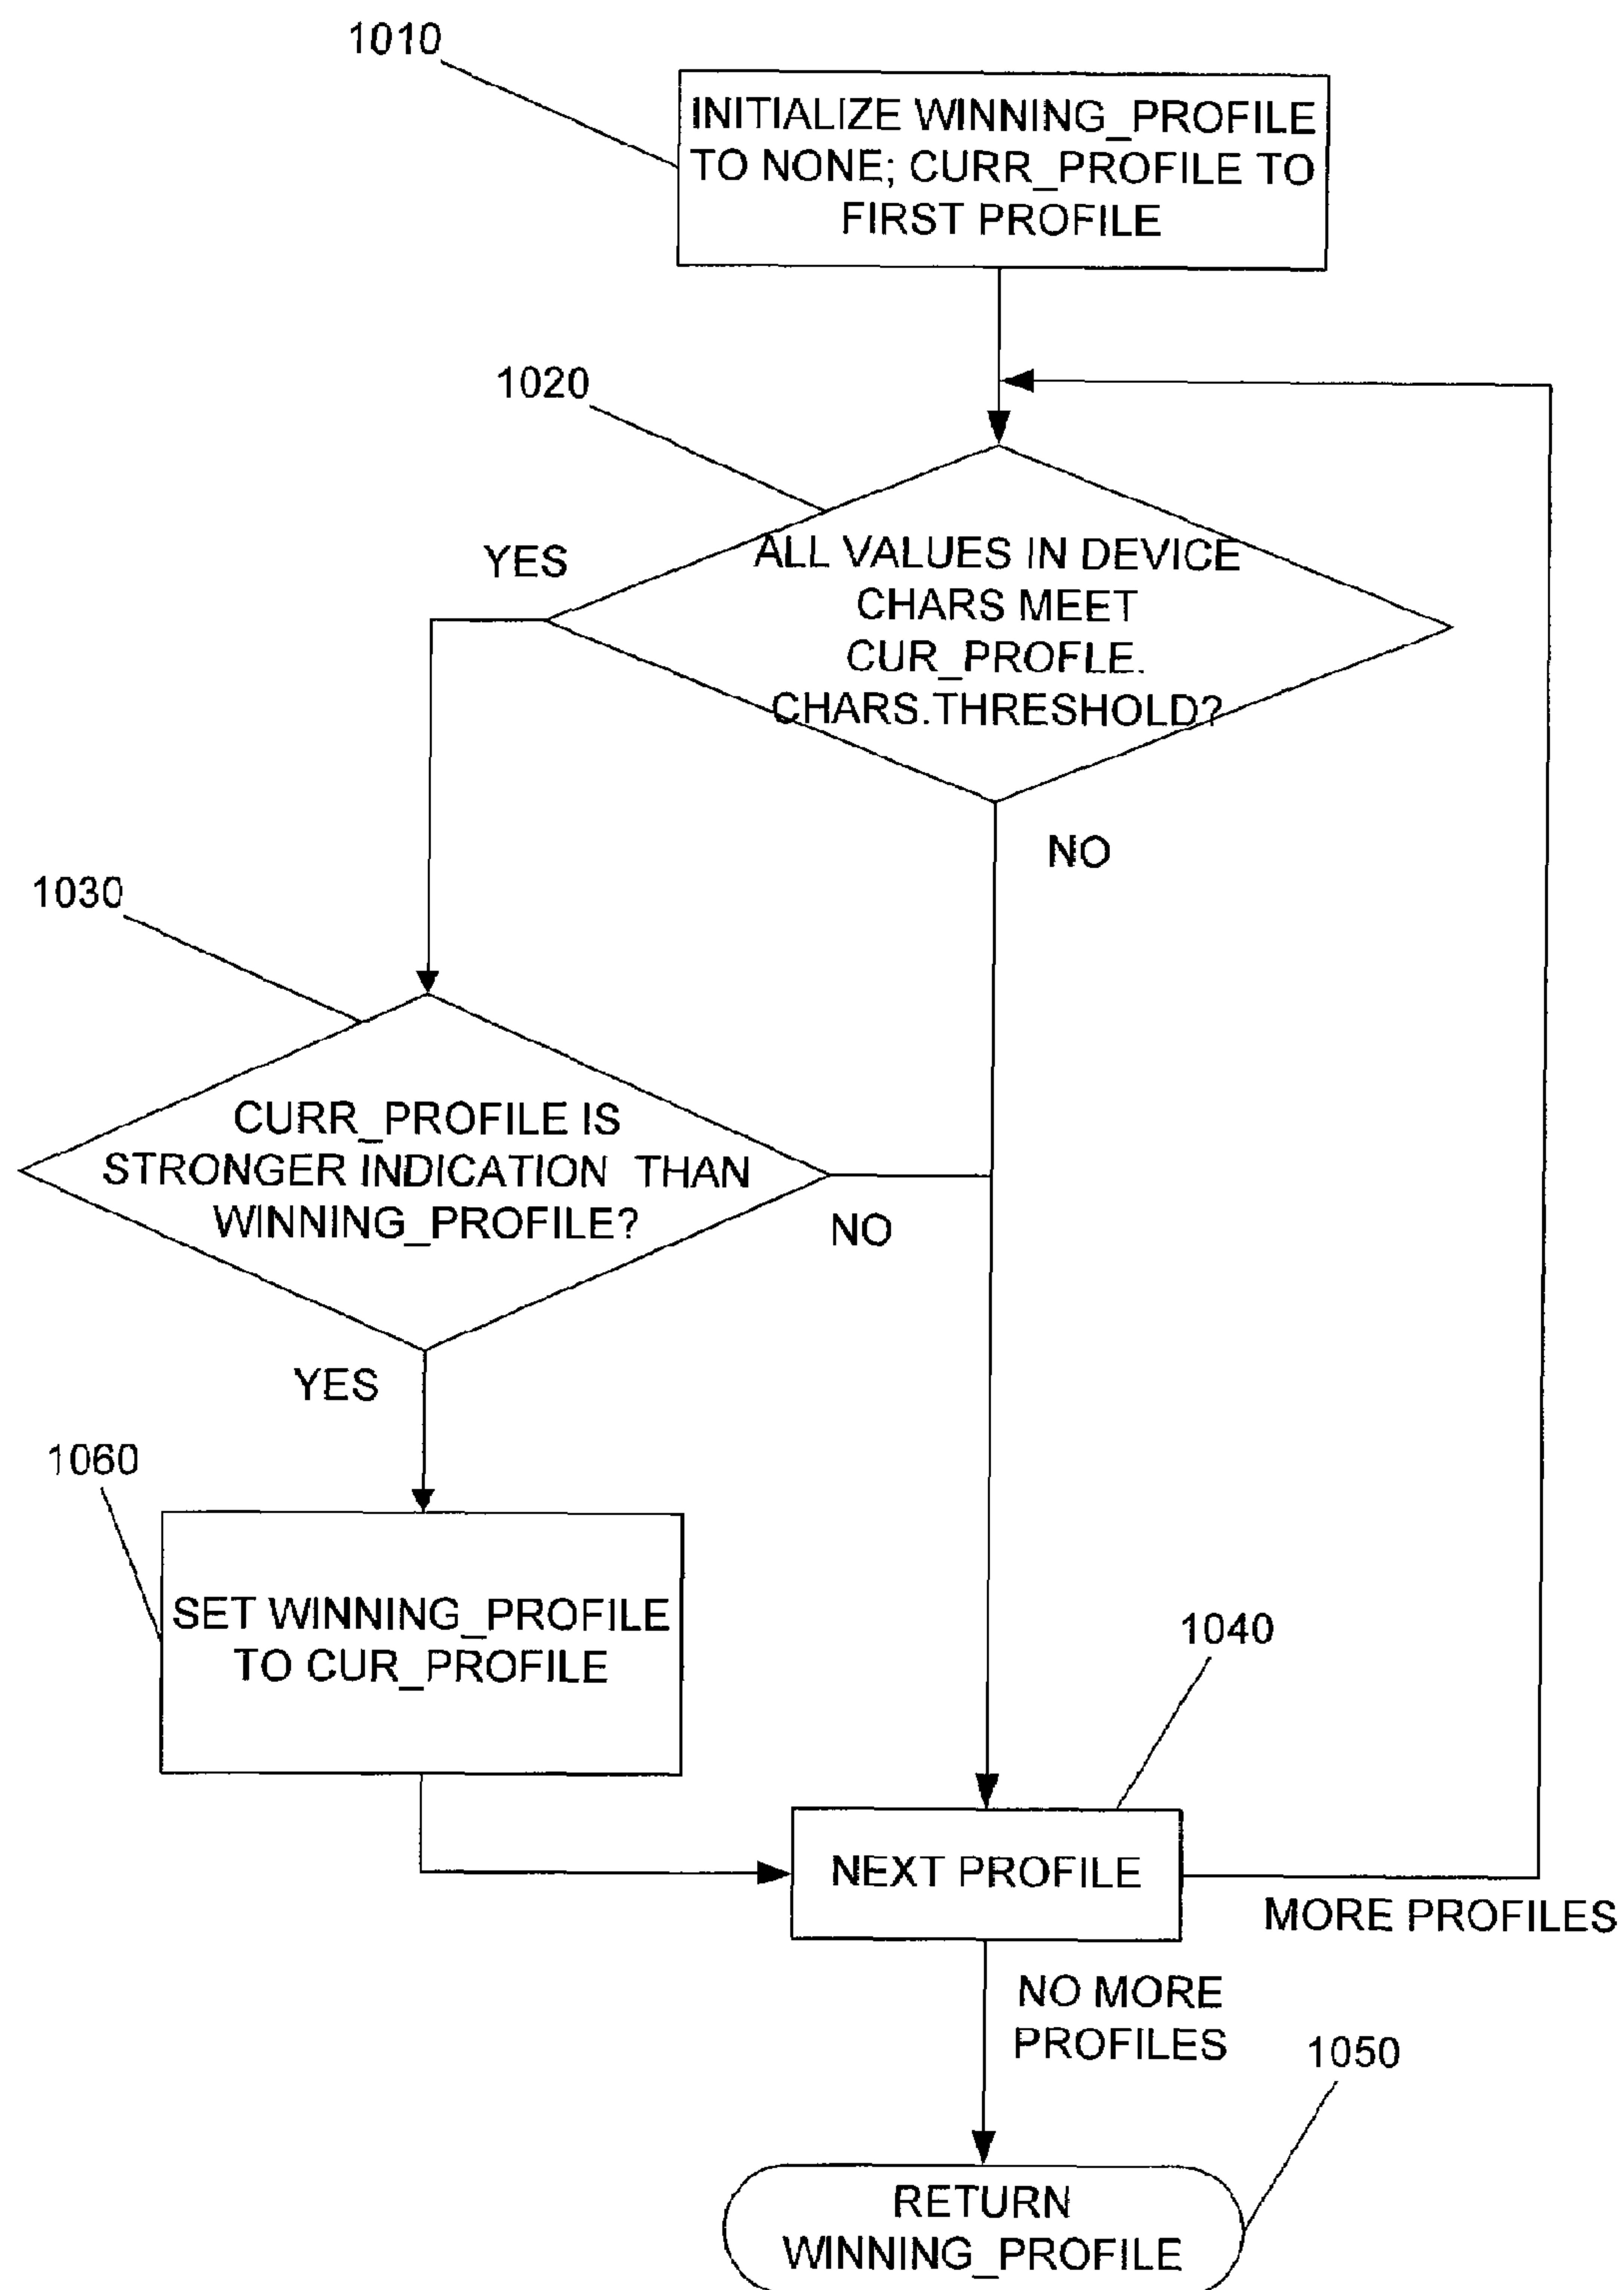 1010
INITIALIZE WINNING_PROFILE
TO NONE; CURR_PROFILE TO
FIRST PROFILE
1020
YES
ALL VALUES IN DEVICE
CHARS MEET
CUR_PROFLE.
CHARS.THRESHOLD?
NO
1030
CURR_PROFILE IS
STRONGER INDICATION THAN
WINNING_PROFILE?
NO
YES
1060
SET WINNING_PROFILE
TO CUR_PROFILE
1040
NEXT PROFILE
MORE PROFILES
NO MORE
PROFILES
1050
RETURN
WINNING_PROFILE